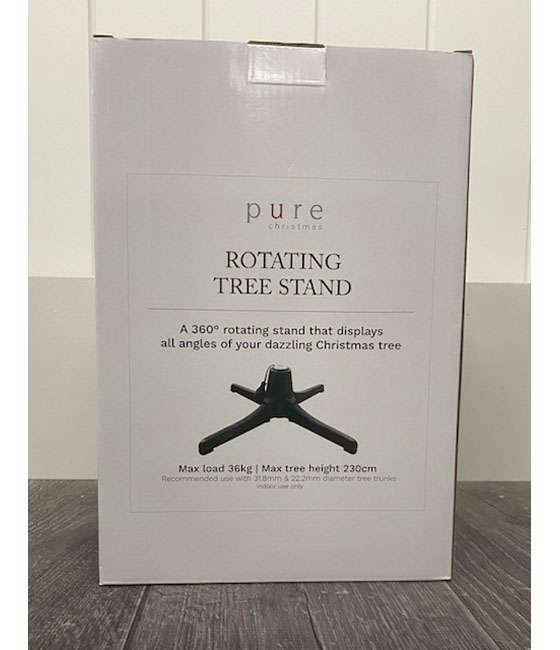 pure
christmas
ROTATING
TREE STAND
A 360° rotating stand that displays
all angles of your dazzling Christmas tree
Max load 36kg | Max tree height 230cm
Recommended use with 31.8mm & 22.2mm diameter tree trunks
Indoor use only